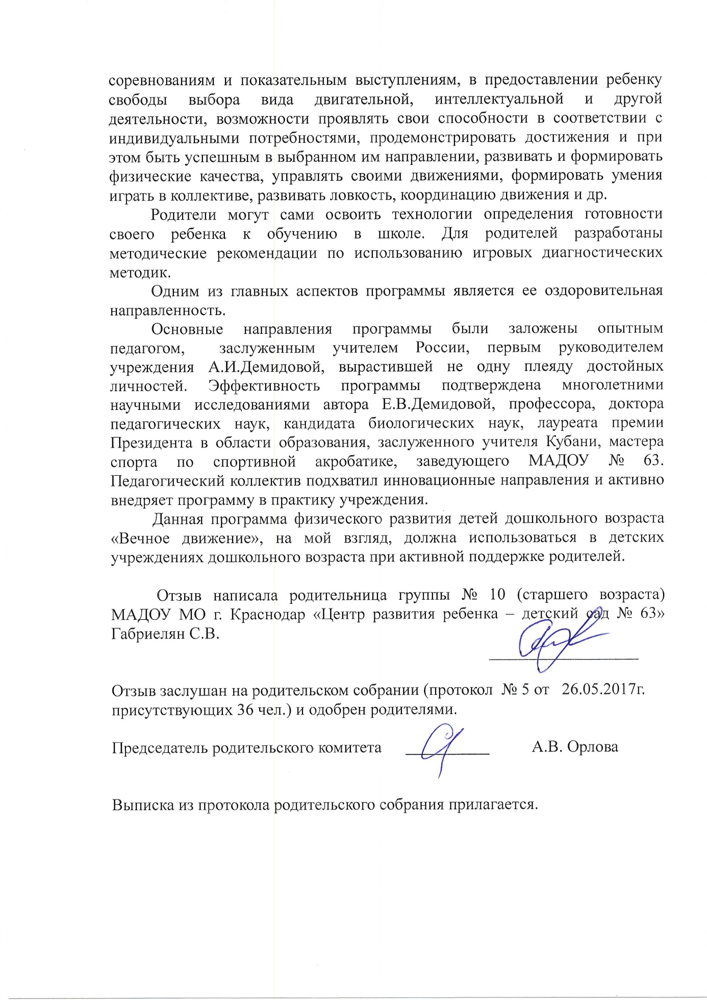 соревнованиям и показательным выступлениям, в предоставлении ребенку
свободы выбора вида двигательной, интеллектуальной и другой
деятельности, возможности проявлять свои способности в соответствии с
индивидуальными потребностями, продемонстрировать достижения и при
этом быть успешным в выбранном им направлении, развивать и формировать
физические качества, управлять своими движениями, формировать умения
играть в коллективе, развивать ловкость, координацию движения и др.
Родители могут сами освоить технологии определения готовности
своего ребенка к обучению в школе. Для родителей разработаны
методические рекомендации по использованию игровых диагностических
методик.
Одним из главных аспектов программы является ее оздоровительная
направленность.
Основные направления программы были заложены опытным
педагогом, заслуженным учителем России, первым руководителем
учреждения А.И.Демидовой, вырастившей не одну плеяду достойных
личностей. Эффективность программы подтверждена многолетними
научными исследованиями автора Е.В.Демидовой, профессора, доктора
педагогических наук, кандидата биологических наук, лауреата премии
Президента в области образования, заслуженного учителя Кубани, мастера
спорта по спортивной акробатике, заведующего МАДОУ № 63.
Педагогический коллектив подхватил инновационные направления и активно
внедряет программу в практику учреждения.
Данная программа физического развития детей дошкольного возраста
«Вечное движение», на мой взгляд, должна использоваться в детских
учреждениях дошкольного возраста при активной поддержке родителей.
Отзыв написала родительница группы № 10 (старшего возраста)
МАДОУ МО г. Краснодар «Центр развития ребенка – детский сад № 63»
Габриелян С.В.
Отзыв заслушан на родительском собрании (протокол № 5 от 26.05.2017г.
присутствующих 36 чел.) и одобрен родителями.
Председатель родительского комитета А.В. Орлова
Выписка из протокола родительского собрания прилагается.